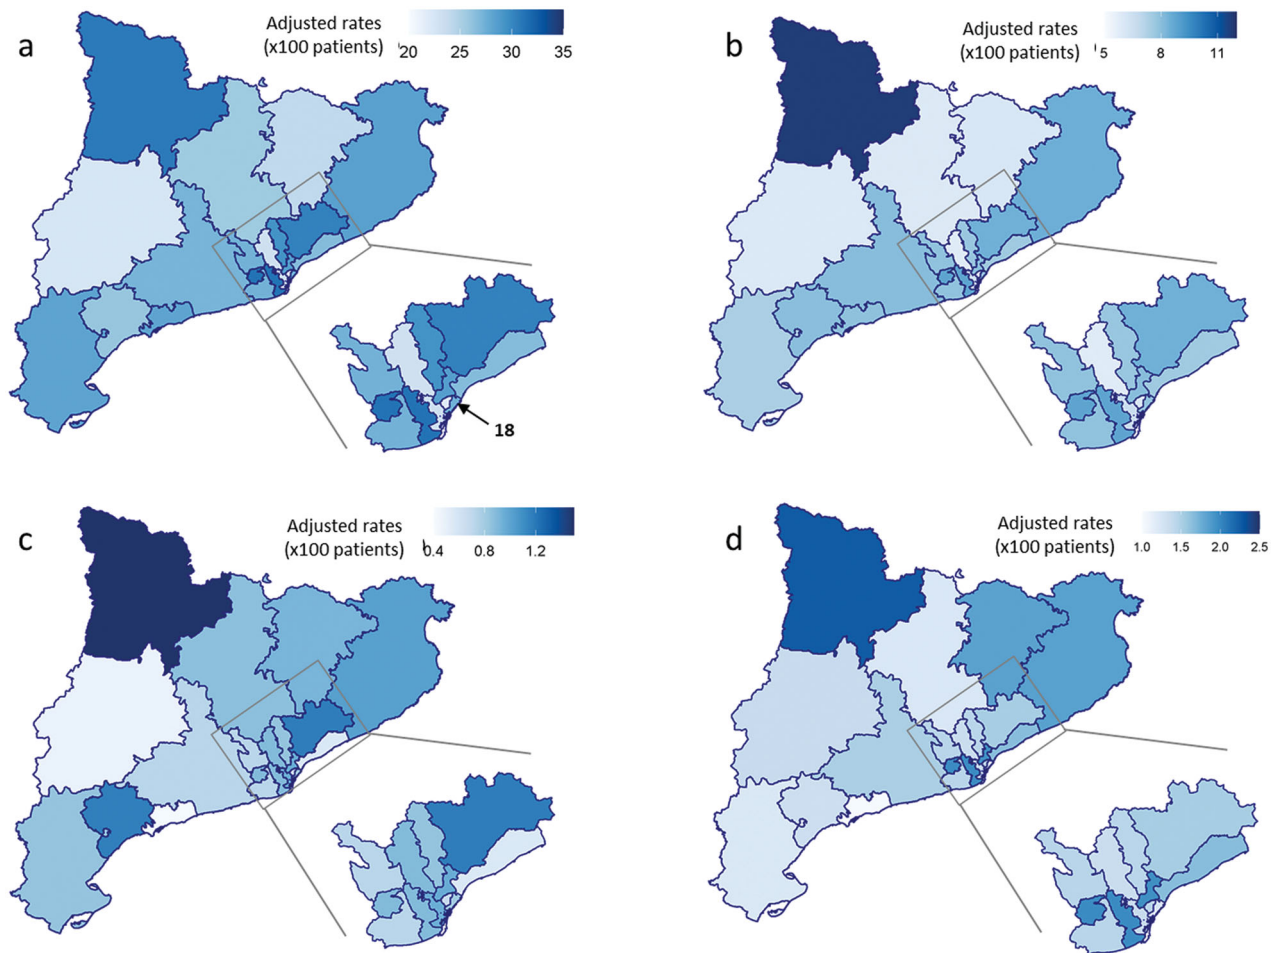 a
Adjusted rates
(x100 patients)
20 25 30 35
b
Adjusted rates
(x100 patients)
5 8 11
18
c
Adjusted rates
(x100 patients)
0.4 0.8 1.2
d
Adjusted rates
(x100 patients)
1.0 1.5 2.0 2.5